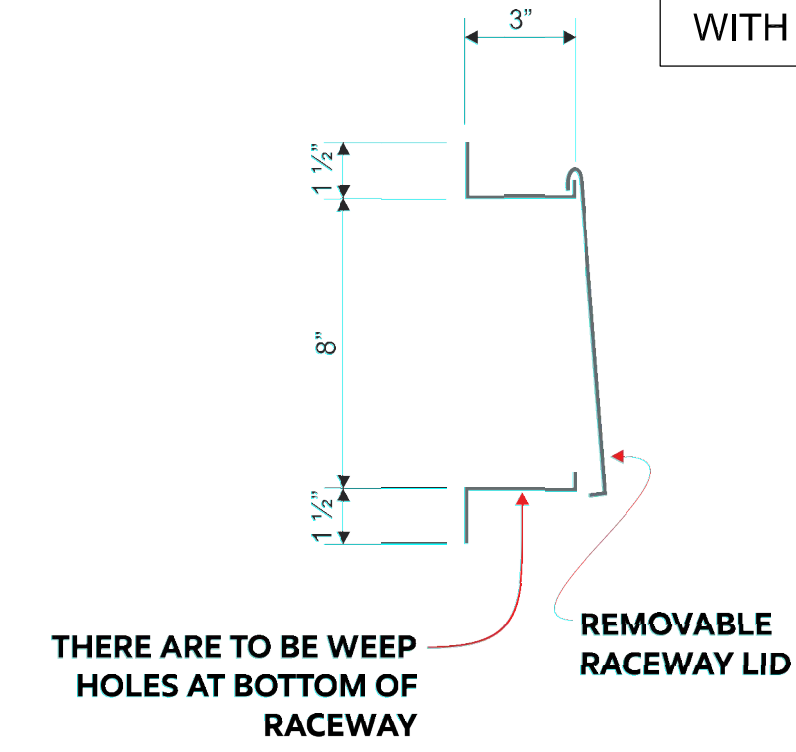 3”
WITH
1 ½”
8”
1 ½”
THERE ARE TO BE WEEP
HOLES AT BOTTOM OF
RACEWAY
REMOVABLE
RACEWAY LID